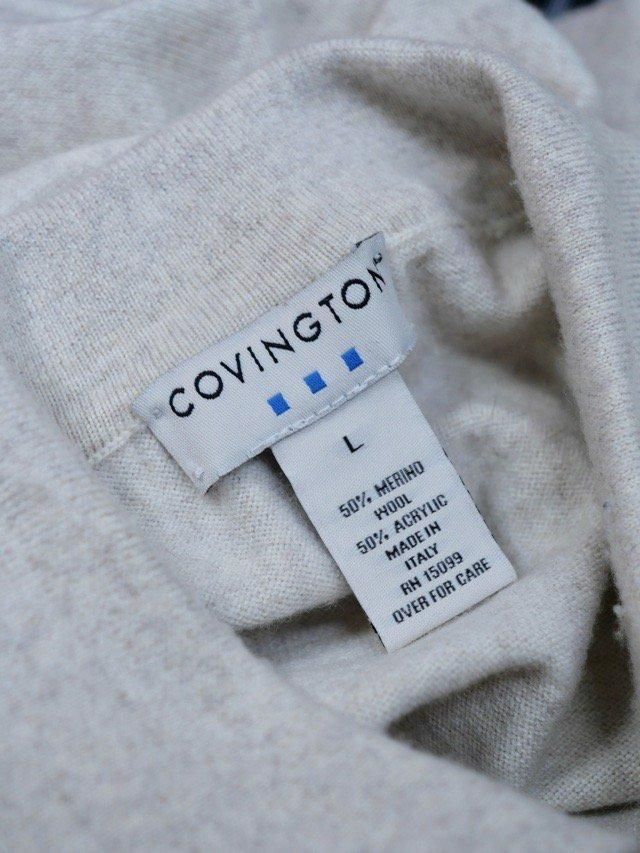 COVINGTON
L
50% MERINO
WOOL
50% ACRYLIC
MADE IN
ITALY
RN 15099
OVER FOR CARE